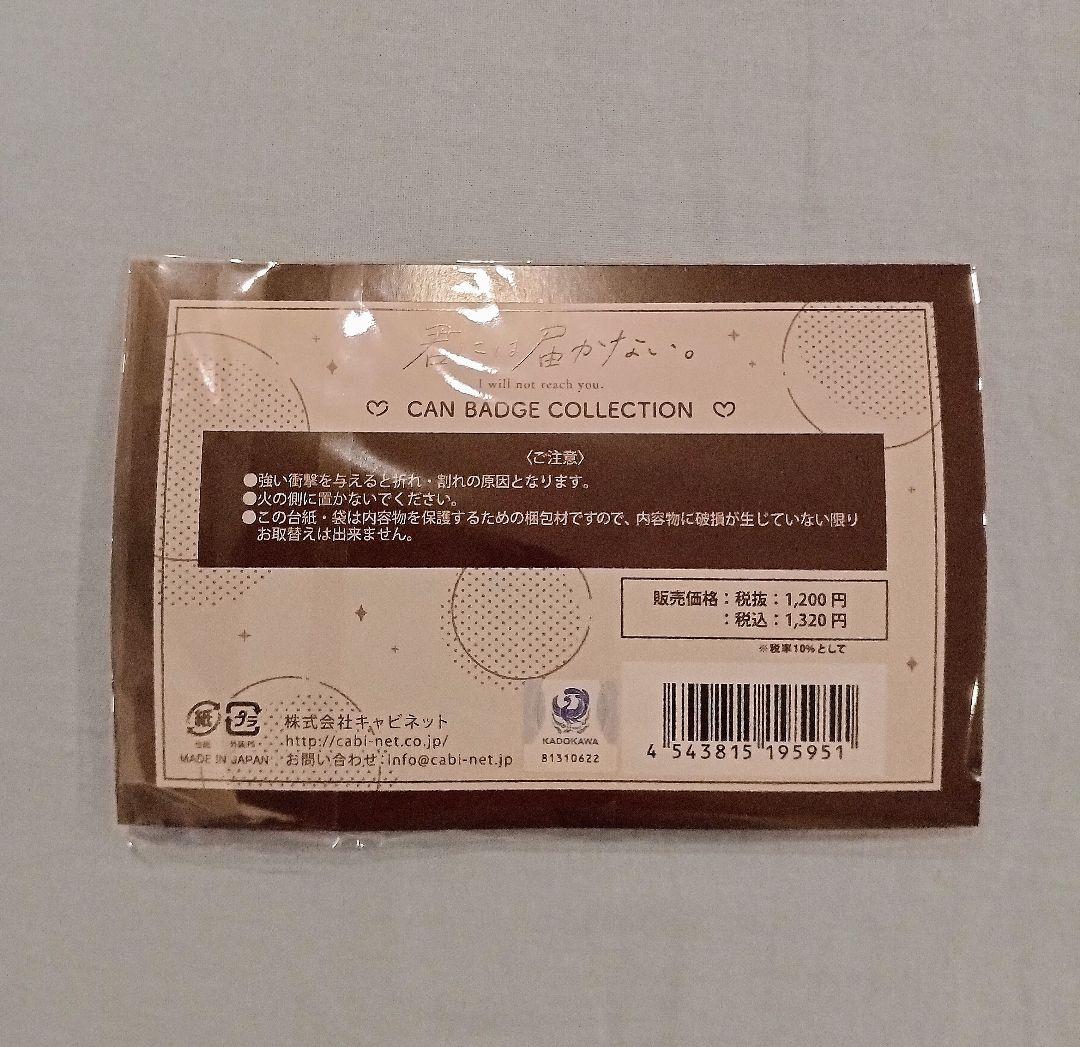 君には届かない。
I will not reach you.
♡ CAN BADGE COLLECTION ♡
〈ご注意〉
●強い衝撃を与えると折れ・割れの原因となります。
●火の側に置かないでください。
●この台紙・袋は内容物を保護するための梱包材ですので、内容物に破損が生じていない限り
お取替えは出来ません。
販売価格：税抜：1,200円
：税込：1,320円
※税率10%として
紙 プラ
台紙 外装:PS
MADE IN JAPAN
株式会社キャビネット
http://cabi-net.co.jp/
お問い合わせ:info@cabi-net.jp
KADOKAWA
81310622
4 543815 195951